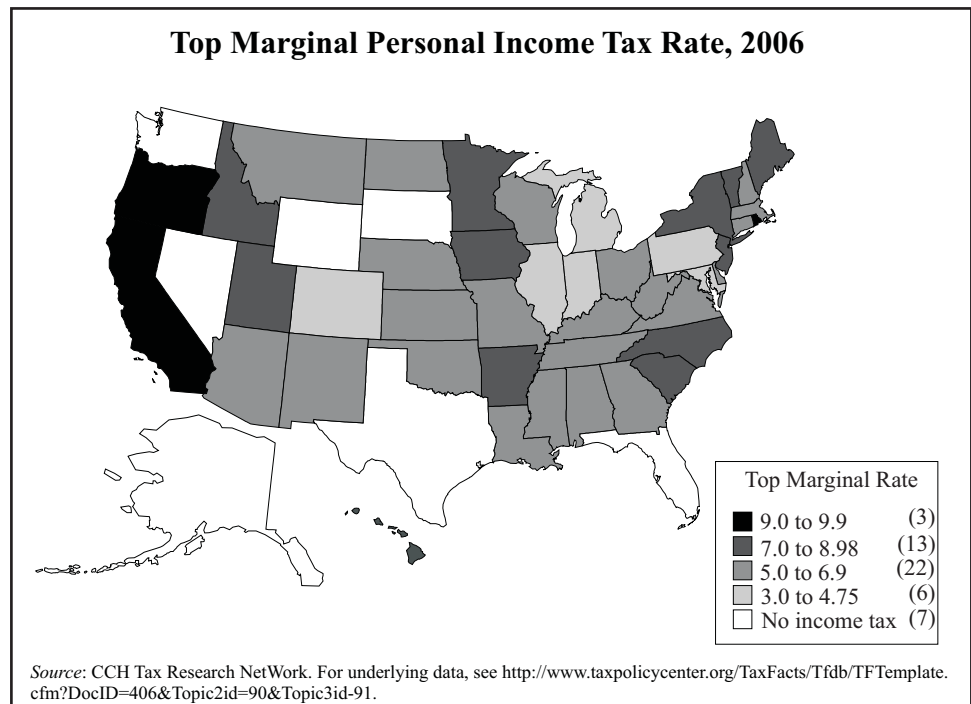 Top Marginal Personal Income Tax Rate, 2006
Top Marginal Rate
9.0 to 9.9 (3)
7.0 to 8.98 (13)
5.0 to 6.9 (22)
3.0 to 4.75 (6)
No income tax (7)
Source: CCH Tax Research NetWork. For underlying data, see http://www.taxpolicycenter.org/TaxFacts/Tfdb/TFTemplate.
cfm?DocID=406&Topic2id=90&Topic3id-91.